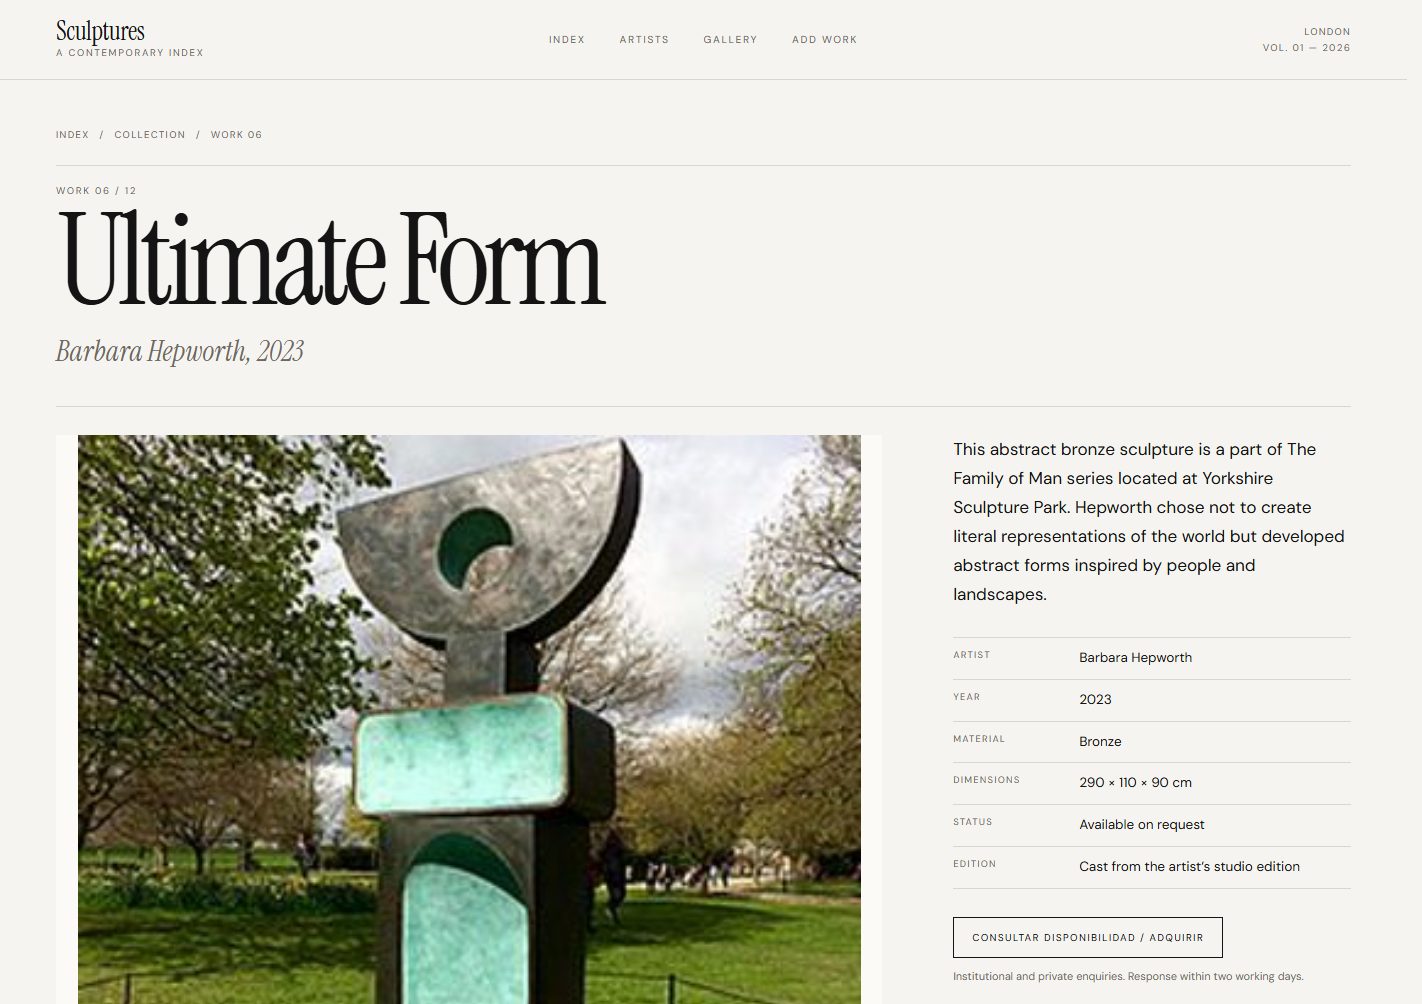 Sculptures
A CONTEMPORARY INDEX
INDEX
ARTISTS
GALLERY
ADD WORK
LONDON
VOL. 01 — 2026
INDEX / COLLECTION / WORK 06
WORK 06 / 12
Ultimate Form
Barbara Hepworth, 2023
This abstract bronze sculpture is a part of The
Family of Man series located at Yorkshire
Sculpture Park. Hepworth chose not to create
literal representations of the world but developed
abstract forms inspired by people and
landscapes.
ARTIST Barbara Hepworth
YEAR 2023
MATERIAL Bronze
DIMENSIONS 290 × 110 × 90 cm
STATUS Available on request
EDITION Cast from the artist’s studio edition
CONSULTAR DISPONIBILIDAD / ADQUIRIR
Institutional and private enquiries. Response within two working days.